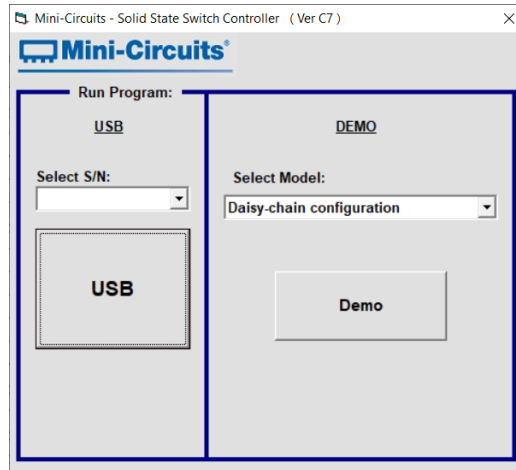 Mini-Circuits - Solid State Switch Controller ( Ver C7 )
Mini-Circuits®
Run Program:
USB
Select S/N:
USB
DEMO
Select Model:
Daisy-chain configuration
Demo